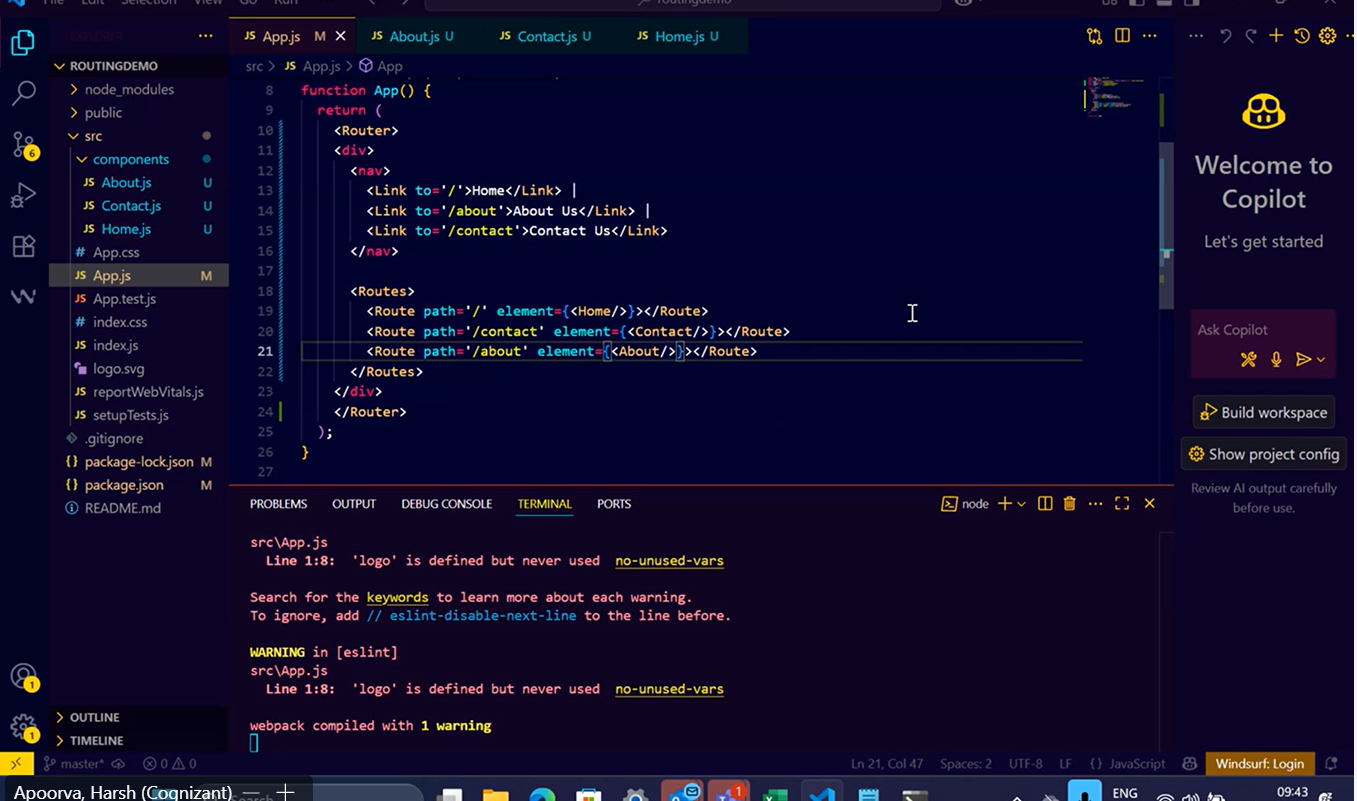 File Edit Selection View Go Run
routingdemo
EXPLORER
JS App.js M
JS About.js U
JS Contact.js U
JS Home.js U
src > JS App.js > App
ROUTINGDEMO
node_modules
public
src
components
JS About.js U
JS Contact.js U
JS Home.js U
# App.css
JS App.js M
JS App.test.js
# index.css
JS index.js
logo.svg
JS reportWebVitals.js
JS setupTests.js
.gitignore
{} package-lock.json M
{} package.json M
README.md
OUTLINE
TIMELINE
6
1
1
8 function App() {
9 return (
10 <Router>
11 <div>
12 <nav>
13 <Link to='/'>Home</Link> |
14 <Link to='/about'>About Us</Link> |
15 <Link to='/contact'>Contact Us</Link>
16 </nav>
17
18 <Routes>
19 <Route path='/' element={<Home/>}></Route>
20 <Route path='/contact' element={<Contact/>}></Route>
21 <Route path='/about' element={<About/>}></Route>
22 </Routes>
23 </div>
24 </Router>
25 );
26 }
27
PROBLEMS OUTPUT DEBUG CONSOLE TERMINAL PORTS
node
src\App.js
Line 1:8: 'logo' is defined but never used no-unused-vars
Search for the keywords to learn more about each warning.
To ignore, add // eslint-disable-next-line to the line before.
WARNING in [eslint]
src\App.js
Line 1:8: 'logo' is defined but never used no-unused-vars
webpack compiled with 1 warning
Welcome to
Copilot
Let's get started
Ask Copilot
Build workspace
Show project config
Review AI output carefully
before use.
master* 0 0
Ln 21, Col 47 Spaces: 2 UTF-8 LF {} JavaScript Windsurf: Login
Apoorva, Harsh (Cognizant)
Search
1
ENG
09:43